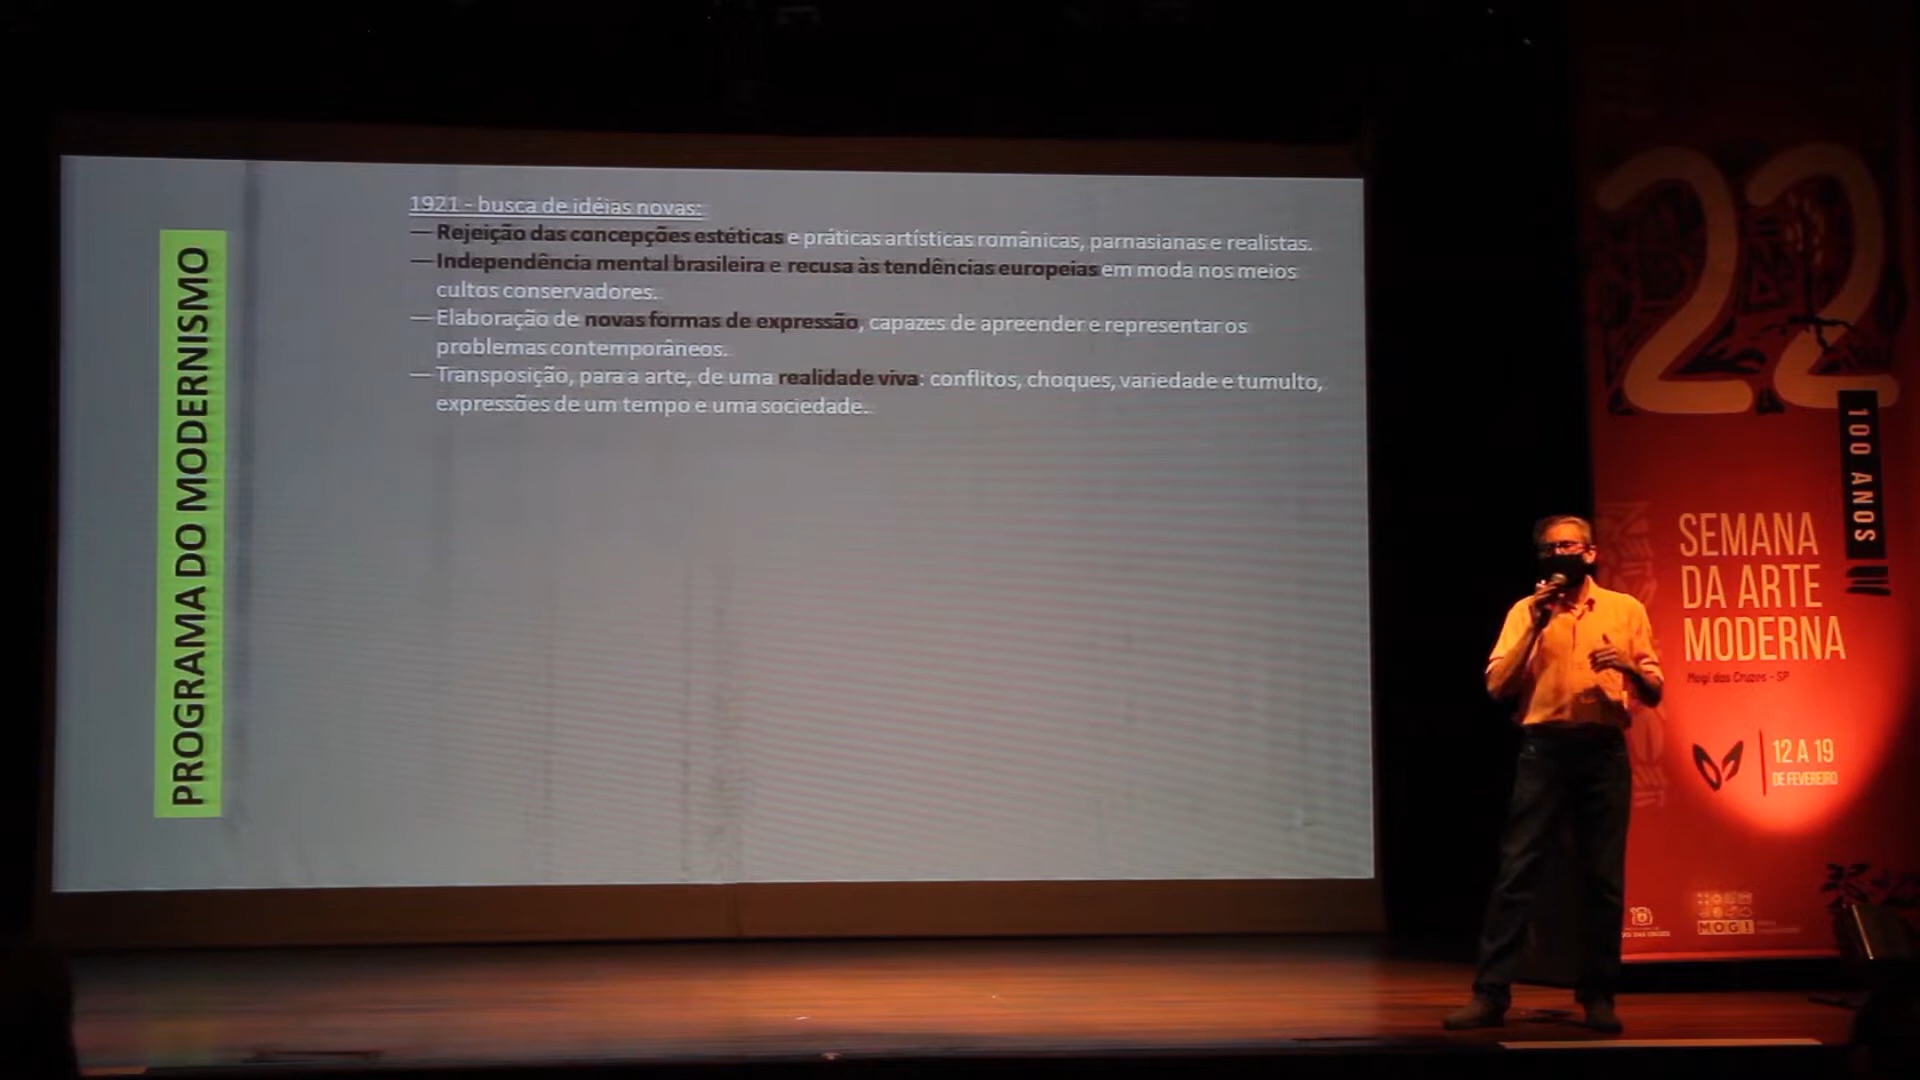 PROGRAMA DO MODERNISMO
1921 - busca de idéias novas:
— Rejeição das concepções estéticas e práticas artísticas românicas, parnasianas e realistas.
— Independência mental brasileira e recusa às tendências europeias em moda nos meios
cultos conservadores.
— Elaboração de novas formas de expressão, capazes de apreender e representar os
problemas contemporâneos.
— Transposição, para a arte, de uma realidade viva: conflitos, choques, variedade e tumulto,
expressões de um tempo e uma sociedade.
22
100 ANOS
SEMANA
DA ARTE
MODERNA
Mogi das Cruzes - SP
12 A 19
DE FEVEREIRO
MOGI